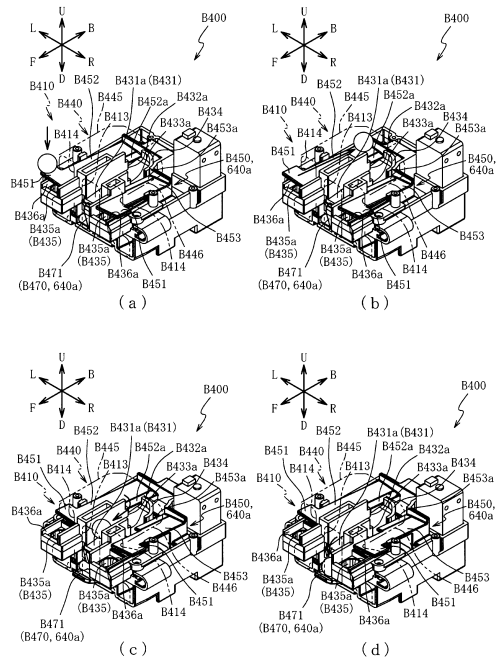 U
L B
F R
D
B400
B410
B452
B440
B445
B413
B431a(B431)
B452a
B432a
B433a
B434
B453a
B414
B451
B450,
640a
B436a
B435a
(B435)
B453
B471
(B470, 640a)
B435a
(B435)
B436a
B446
B414
B451
(a)
U
L B
F R
D
B400
B452
B410
B440
B445
B413
B431a(B431)
B452a
B432a
B433a
B434
B453a
B414
B451
B450,
640a
B436a
B435a
(B435)
B453
B446
B471
(B470, 640a)
B435a
(B435)
B436a
B414
B451
(b)
U
L B
F R
D
B400
B452
B431a(B431)
B440
B445
B413
B452a
B432a
B433a
B434
B453a
B451
B414
B410
B436a
B450,
640a
B435a
(B435)
B453
B446
B451
B471
(B470, 640a)
B435a
(B435)
B436a
B414
(c)
U
L B
F R
D
B400
B452
B431a(B431)
B440
B445
B413
B452a
B432a
B433a
B434
B453a
B451
B414
B410
B436a
B450,
640a
B435a
(B435)
B453
B446
B451
B471
(B470, 640a)
B435a
(B435)
B436a
B414
(d)